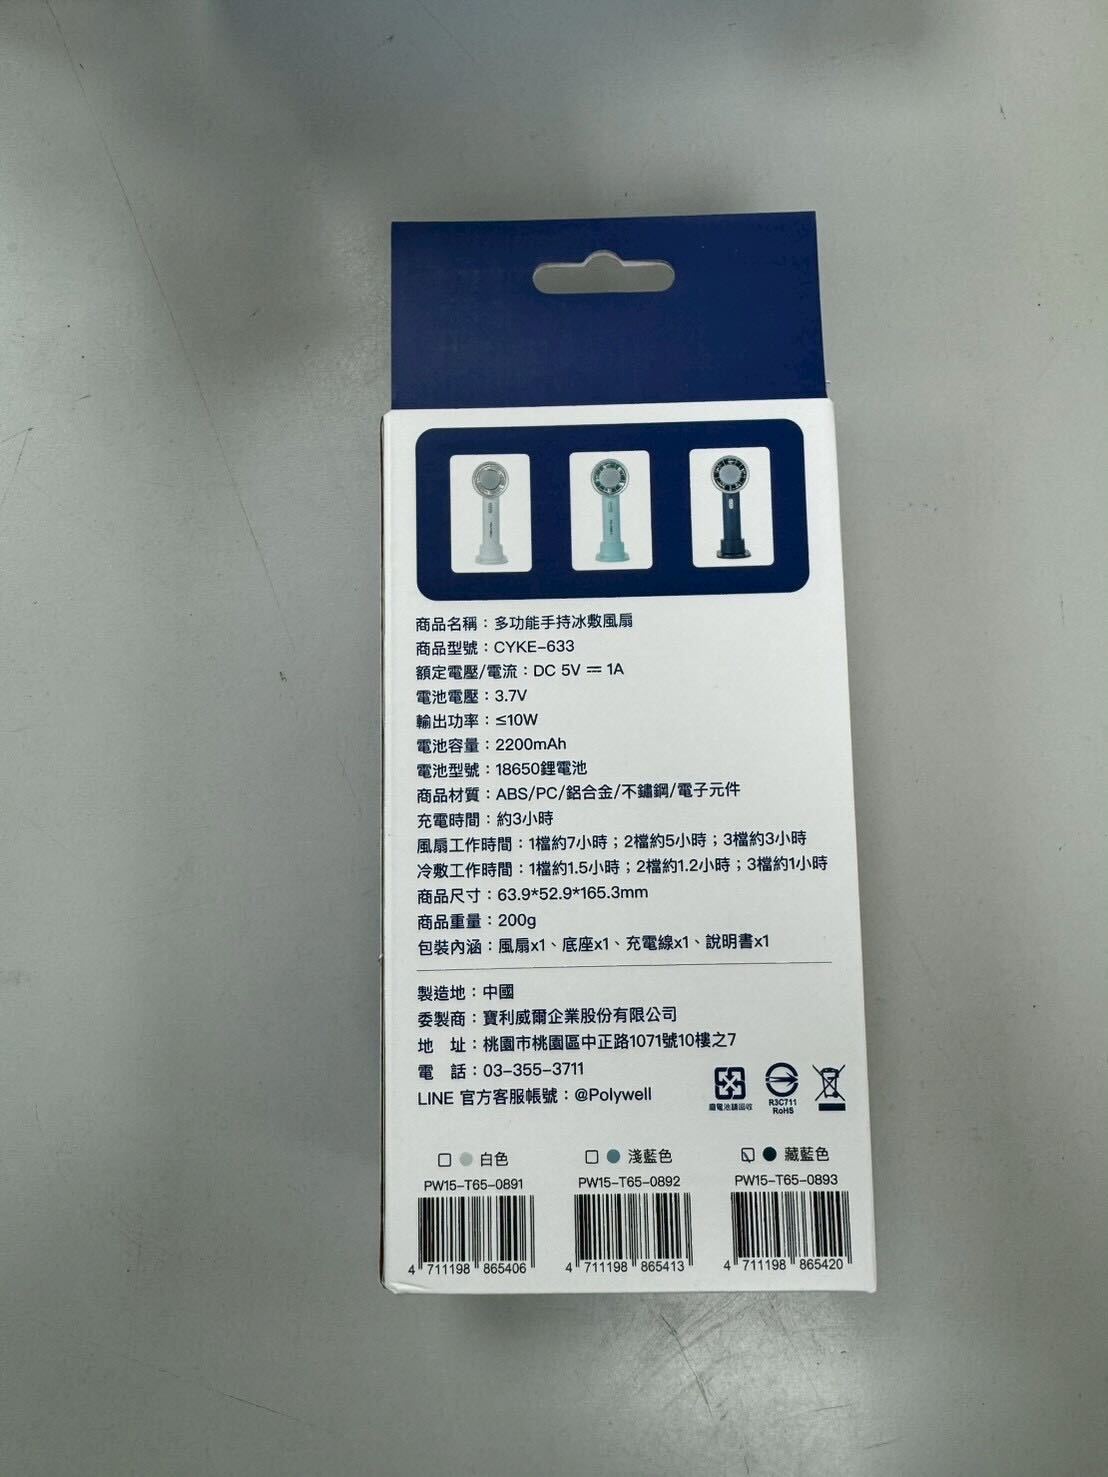 商品名稱：多功能手持冰敷風扇
商品型號：CYKE-633
額定電壓/電流：DC 5V ⎓ 1A
電池電壓：3.7V
輸出功率：≤10W
電池容量：2200mAh
電池型號：18650鋰電池
商品材質：ABS/PC/鋁合金/不鏽鋼/電子元件
充電時間：約3小時
風扇工作時間：1檔約7小時；2檔約5小時；3檔約3小時
冷敷工作時間：1檔約1.5小時；2檔約1.2小時；3檔約1小時
商品尺寸：63.9*52.9*165.3mm
商品重量：200g
包裝內涵：風扇x1、底座x1、充電線x1、說明書x1
製造地：中國
委製商：寶利威爾企業股份有限公司
地　址：桃園市桃園區中正路1071號10樓之7
電　話：03-355-3711
LINE 官方客服帳號：@Polywell
廢電池請回收
R3C711
RoHS
白色 淺藍色 藏藍色
PW15-T65-0891 PW15-T65-0892 PW15-T65-0893
4 711198 865406 4 711198 865413 4 711198 865420